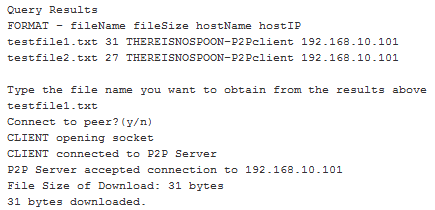 Query Results
FORMAT - fileName fileSize hostName hostIP
testfile1.txt 31 THEREISNOSPOON-P2Pclient 192.168.10.101
testfile2.txt 27 THEREISNOSPOON-P2Pclient 192.168.10.101
Type the file name you want to obtain from the results above
testfile1.txt
Connect to peer?(y/n)
CLIENT opening socket
CLIENT connected to P2P Server
P2P Server accepted connection to 192.168.10.101
File Size of Download: 31 bytes
31 bytes downloaded.